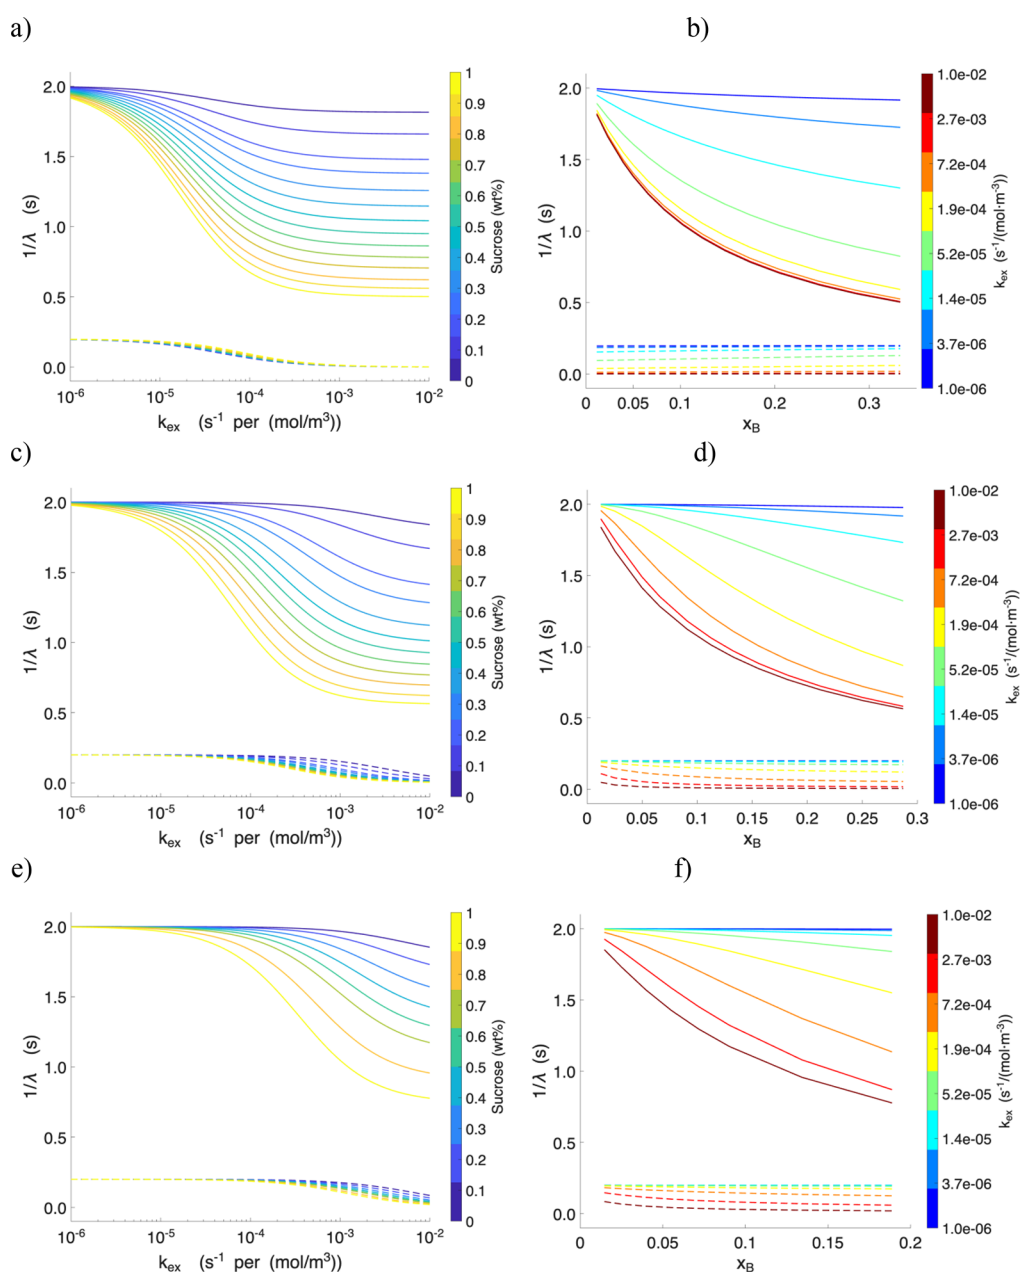 a)
b)
2.0
1.5
1.0
0.5
0.0
1/λ (s)
10⁻⁶ 10⁻⁵ 10⁻⁴ 10⁻³ 10⁻²
k_ex (s⁻¹ per (mol/m³))
1
0.9
0.8
0.7
0.6
0.5
0.4
0.3
0.2
0.1
0
Sucrose (wt%)
2.0
1.5
1.0
0.5
0.0
1/λ (s)
0.05 0.1 0.2 0.3
x_B
1.0e-02
2.7e-03
7.2e-04
1.9e-04
5.2e-05
1.4e-05
3.7e-06
1.0e-06
k_ex (s⁻¹/(mol·m⁻³))
c)
d)
2.0
1.5
1.0
0.5
0.0
1/λ (s)
10⁻⁶ 10⁻⁵ 10⁻⁴ 10⁻³ 10⁻²
k_ex (s⁻¹ per (mol/m³))
1
0.9
0.8
0.7
0.6
0.5
0.4
0.3
0.2
0.1
0
Sucrose (wt%)
2.0
1.5
1.0
0.5
0.0
1/λ (s)
0 0.05 0.1 0.15 0.2 0.25 0.3
x_B
1.0e-02
2.7e-03
7.2e-04
1.9e-04
5.2e-05
1.4e-05
3.7e-06
1.0e-06
k_ex (s⁻¹/(mol·m⁻³))
e)
f)
2.0
1.5
1.0
0.5
0.0
1/λ (s)
10⁻⁶ 10⁻⁵ 10⁻⁴ 10⁻³ 10⁻²
k_ex (s⁻¹ per (mol/m³))
1
0.9
0.8
0.7
0.6
0.5
0.4
0.3
0.2
0.1
0
Sucrose (wt%)
2.0
1.5
1.0
0.5
0.0
1/λ (s)
0 0.05 0.1 0.15 0.2
x_B
1.0e-02
2.7e-03
7.2e-04
1.9e-04
5.2e-05
1.4e-05
3.7e-06
1.0e-06
k_ex (s⁻¹/(mol·m⁻³))